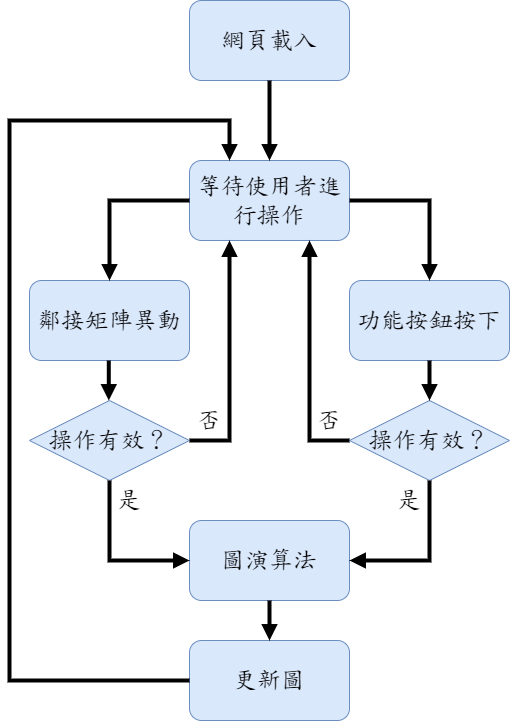 網頁載入
等待使用者進
行操作
鄰接矩陣異動
功能按鈕按下
操作有效？
否
否
操作有效？
是
是
圖演算法
更新圖